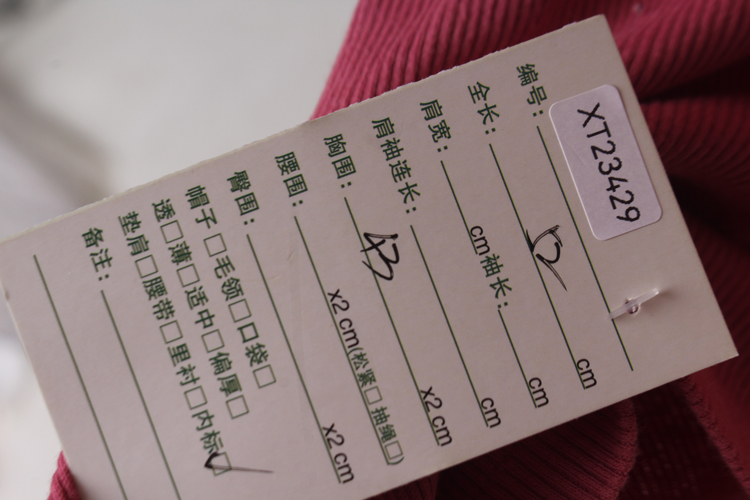 编号: XT23429
全长: 52 cm
肩宽: cm 袖长: cm
肩袖连长: cm
胸围: 43 x2 cm
腰围: x2 cm(松紧□ 抽绳□)
臀围: x2 cm
帽子□毛领□口袋□
透□薄□适中□偏厚□
垫肩□腰带□里衬□内标☑
备注: